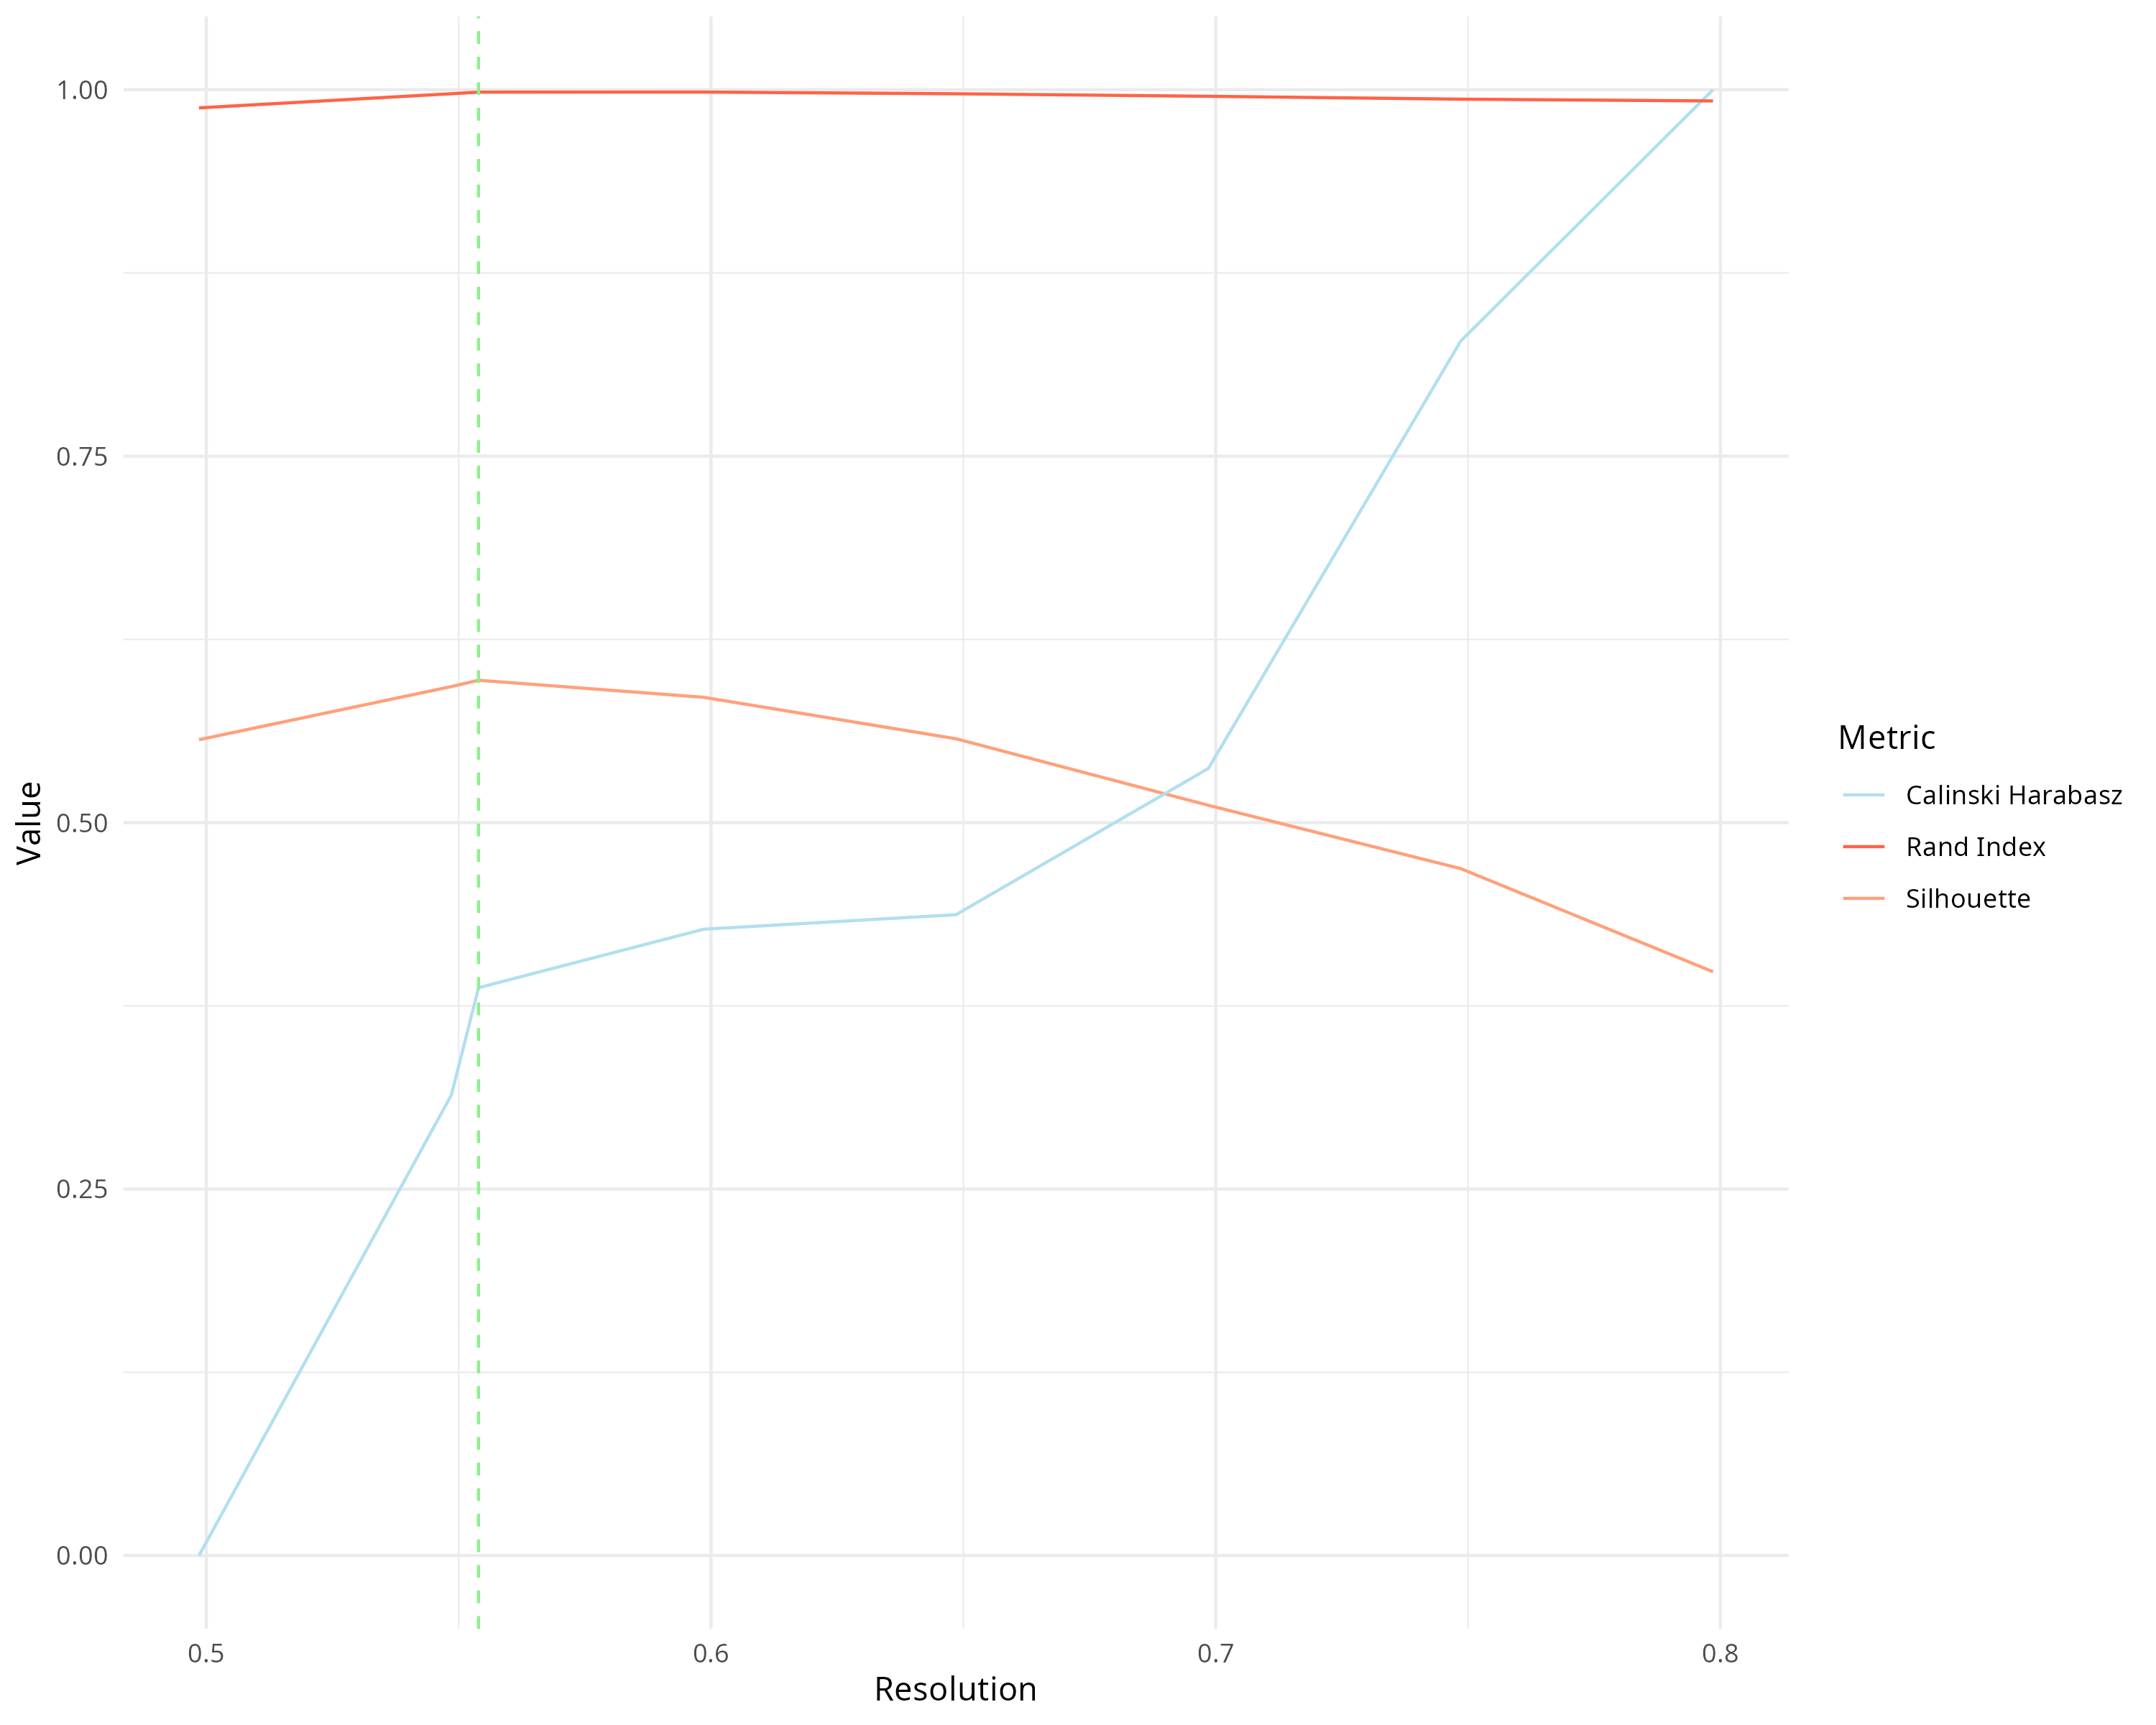 1.00
0.75
0.50
0.25
0.00
Value
0.5 0.6 0.7 0.8
Resolution
Metric
Calinski Harabasz
Rand Index
Silhouette